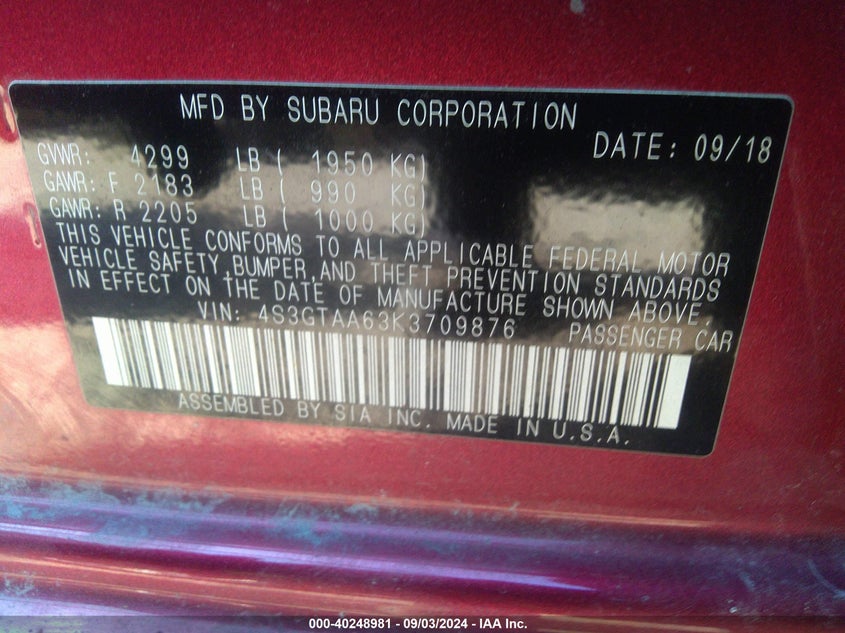 MFD BY SUBARU CORPORATION
DATE: 09/18
GVWR: 4299 LB ( 1950 KG)
GAWR: F 2183 LB ( 990 KG)
GAWR: R 2205 LB ( 1000 KG)
THIS VEHICLE CONFORMS TO ALL APPLICABLE FEDERAL MOTOR
VEHICLE SAFETY,BUMPER,AND THEFT PREVENTION STANDARDS
IN EFFECT ON THE DATE OF MANUFACTURE SHOWN ABOVE.
VIN: 4S3GTAA63K3709876 PASSENGER CAR
ASSEMBLED BY SIA INC. MADE IN U.S.A.
000-40248981 - 09/03/2024 - IAA Inc.